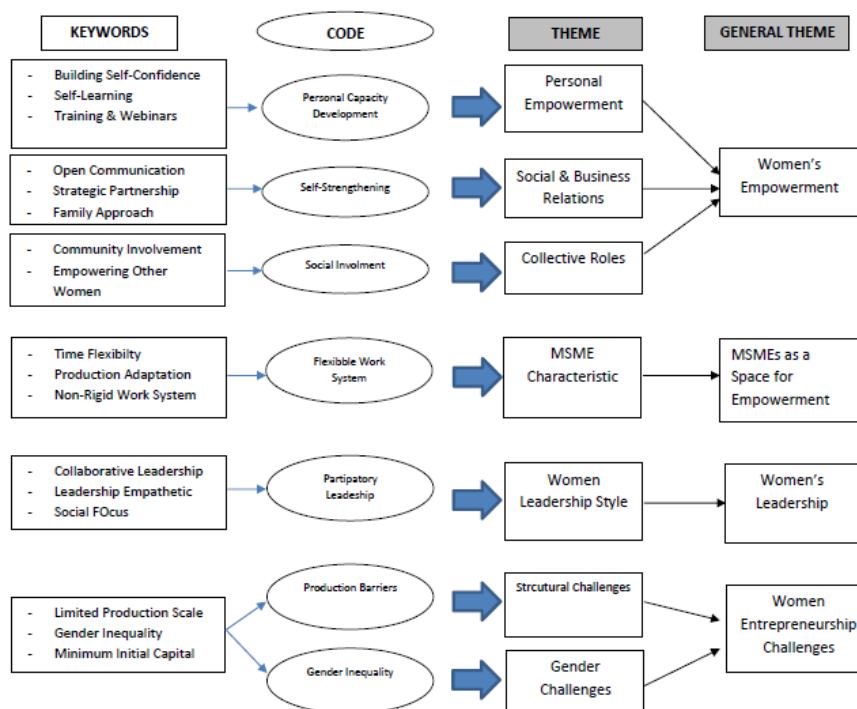 KEYWORDS
CODE
THEME
GENERAL THEME
- Building Self-Confidence
- Self-Learning
- Training & Webinars
Personal Capacity
Development
Personal
Empowerment
- Open Communication
- Strategic Partnership
- Family Approach
Self-Strengthening
Social & Business
Relations
Women's
Empowerment
- Community Involvement
- Empowering Other
Women
Social Involment
Collective Roles
- Time Flexibilty
- Production Adaptation
- Non-Rigid Work System
Flexibble Work
System
MSME
Characteristic
MSMEs as a
Space for
Empowerment
- Collaborative Leadership
- Leadership Empathetic
- Social FOcus
Partipatory
Leadeship
Women
Leadership Style
Women's
Leadership
- Limited Production Scale
- Gender Inequality
- Minimum Initial Capital
Production Barriers
Strcutural Challenges
Gender Inequality
Gender
Challenges
Women
Entrepreneurship
Challenges